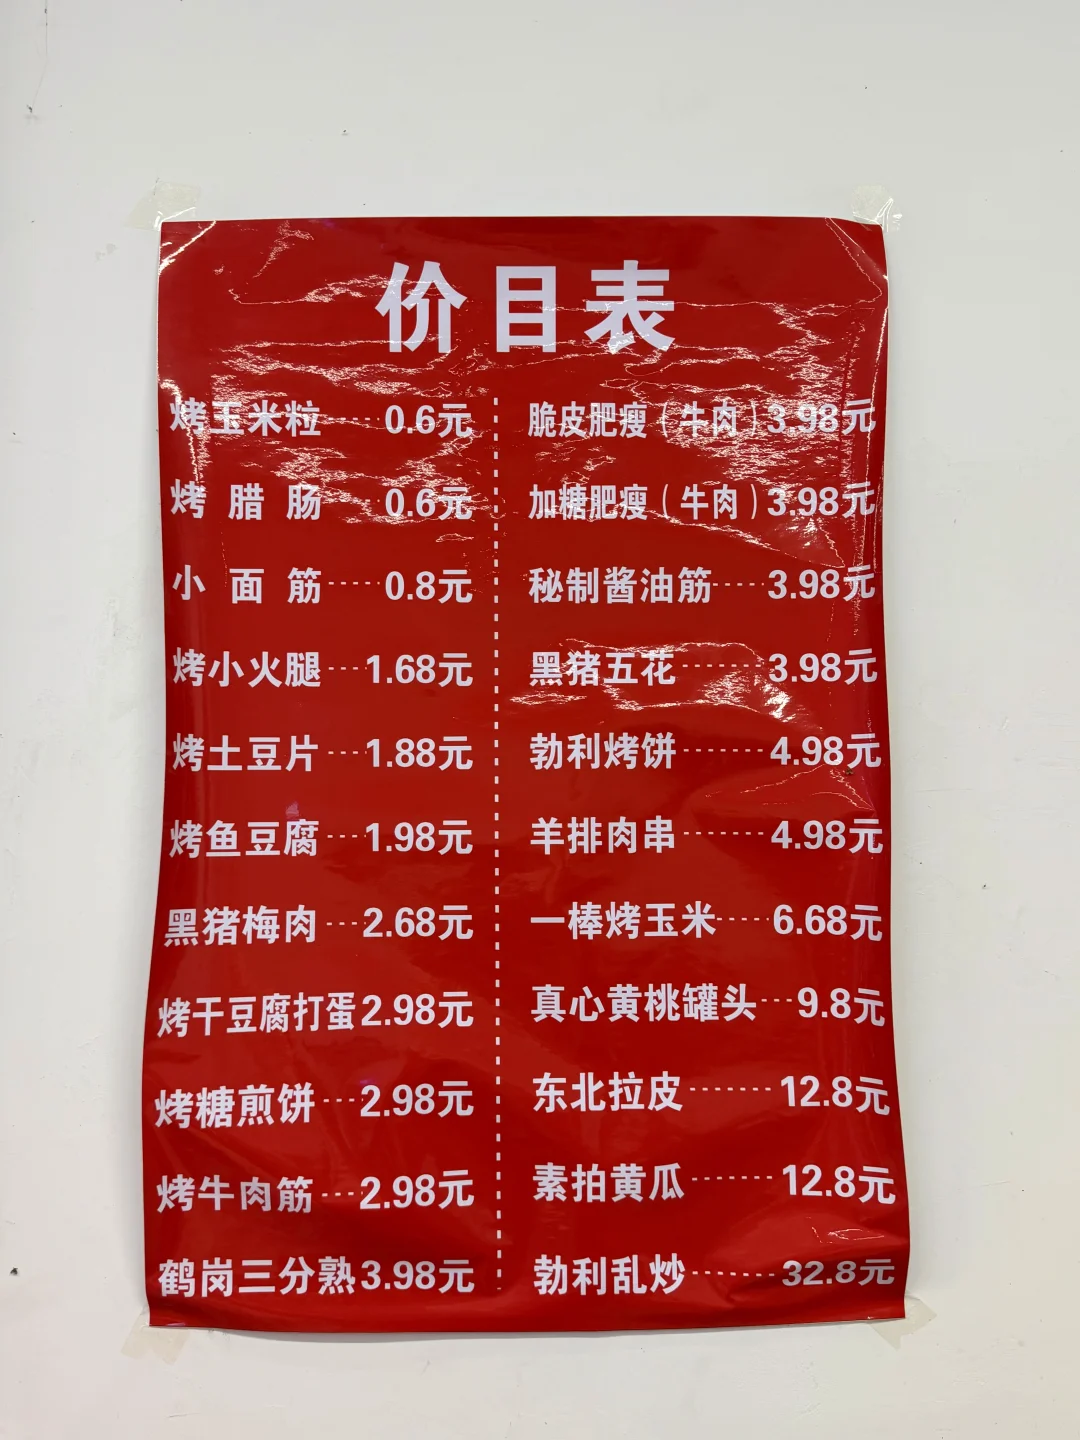 价目表
烤玉米粒······0.6元
烤腊肠······0.6元
小面筋·····0.8元
烤小火腿···1.68元
烤土豆片···1.88元
烤鱼豆腐···1.98元
黑猪梅肉···2.68元
烤干豆腐打蛋2.98元
烤糖煎饼···2.98元
烤牛肉筋···2.98元
鹤岗三分熟3.98元
脆皮肥瘦（牛肉）3.98元
加糖肥瘦（牛肉）3.98元
秘制酱油筋·····3.98元
黑猪五花·······3.98元
勃利烤饼·······4.98元
羊排肉串·······4.98元
一棒烤玉米·····6.68元
真心黄桃罐头···9.8元
东北拉皮·······12.8元
素拍黄瓜·······12.8元
勃利乱炒·······32.8元